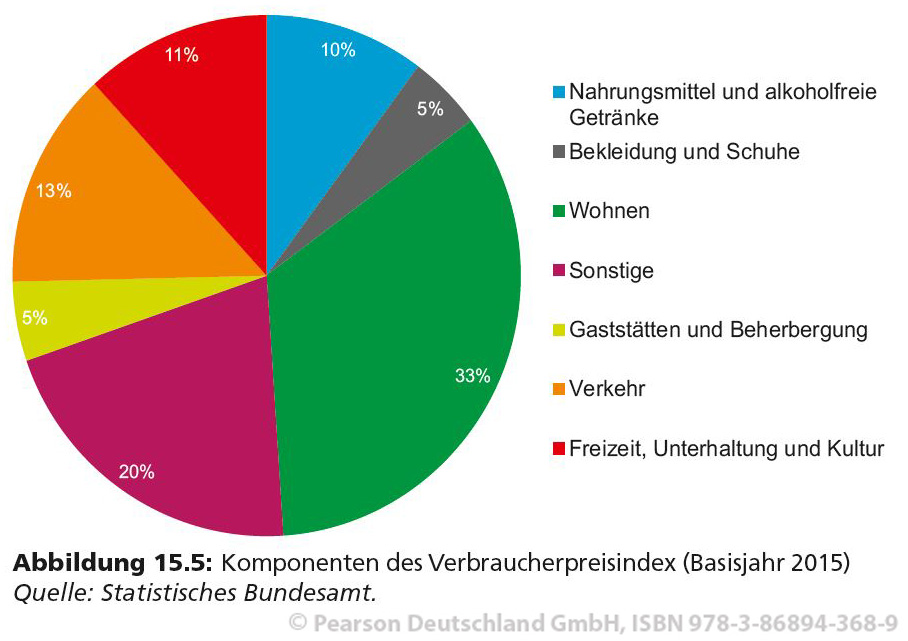 11%
10%
5%
13%
5%
33%
20%
Nahrungsmittel und alkoholfreie
Getränke
Bekleidung und Schuhe
Wohnen
Sonstige
Gaststätten und Beherbergung
Verkehr
Freizeit, Unterhaltung und Kultur
Abbildung 15.5: Komponenten des Verbraucherpreisindex (Basisjahr 2015)
Quelle: Statistisches Bundesamt.
© Pearson Deutschland GmbH, ISBN 978-3-86894-368-9